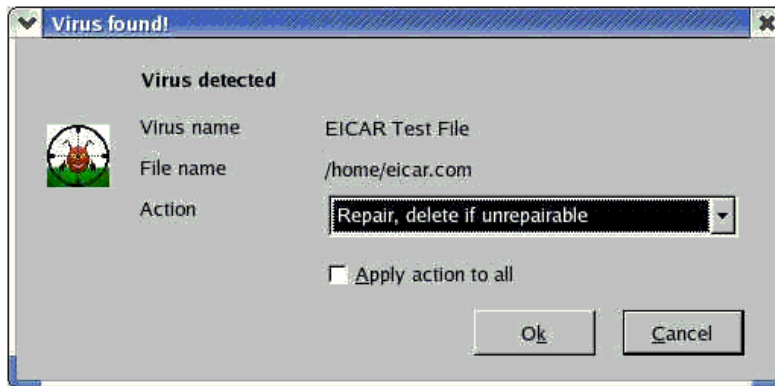 Virus found!
Virus detected
Virus name EICAR Test File
File name /home/eicar.com
Action Repair, delete if unrepairable
Apply action to all
Ok Cancel